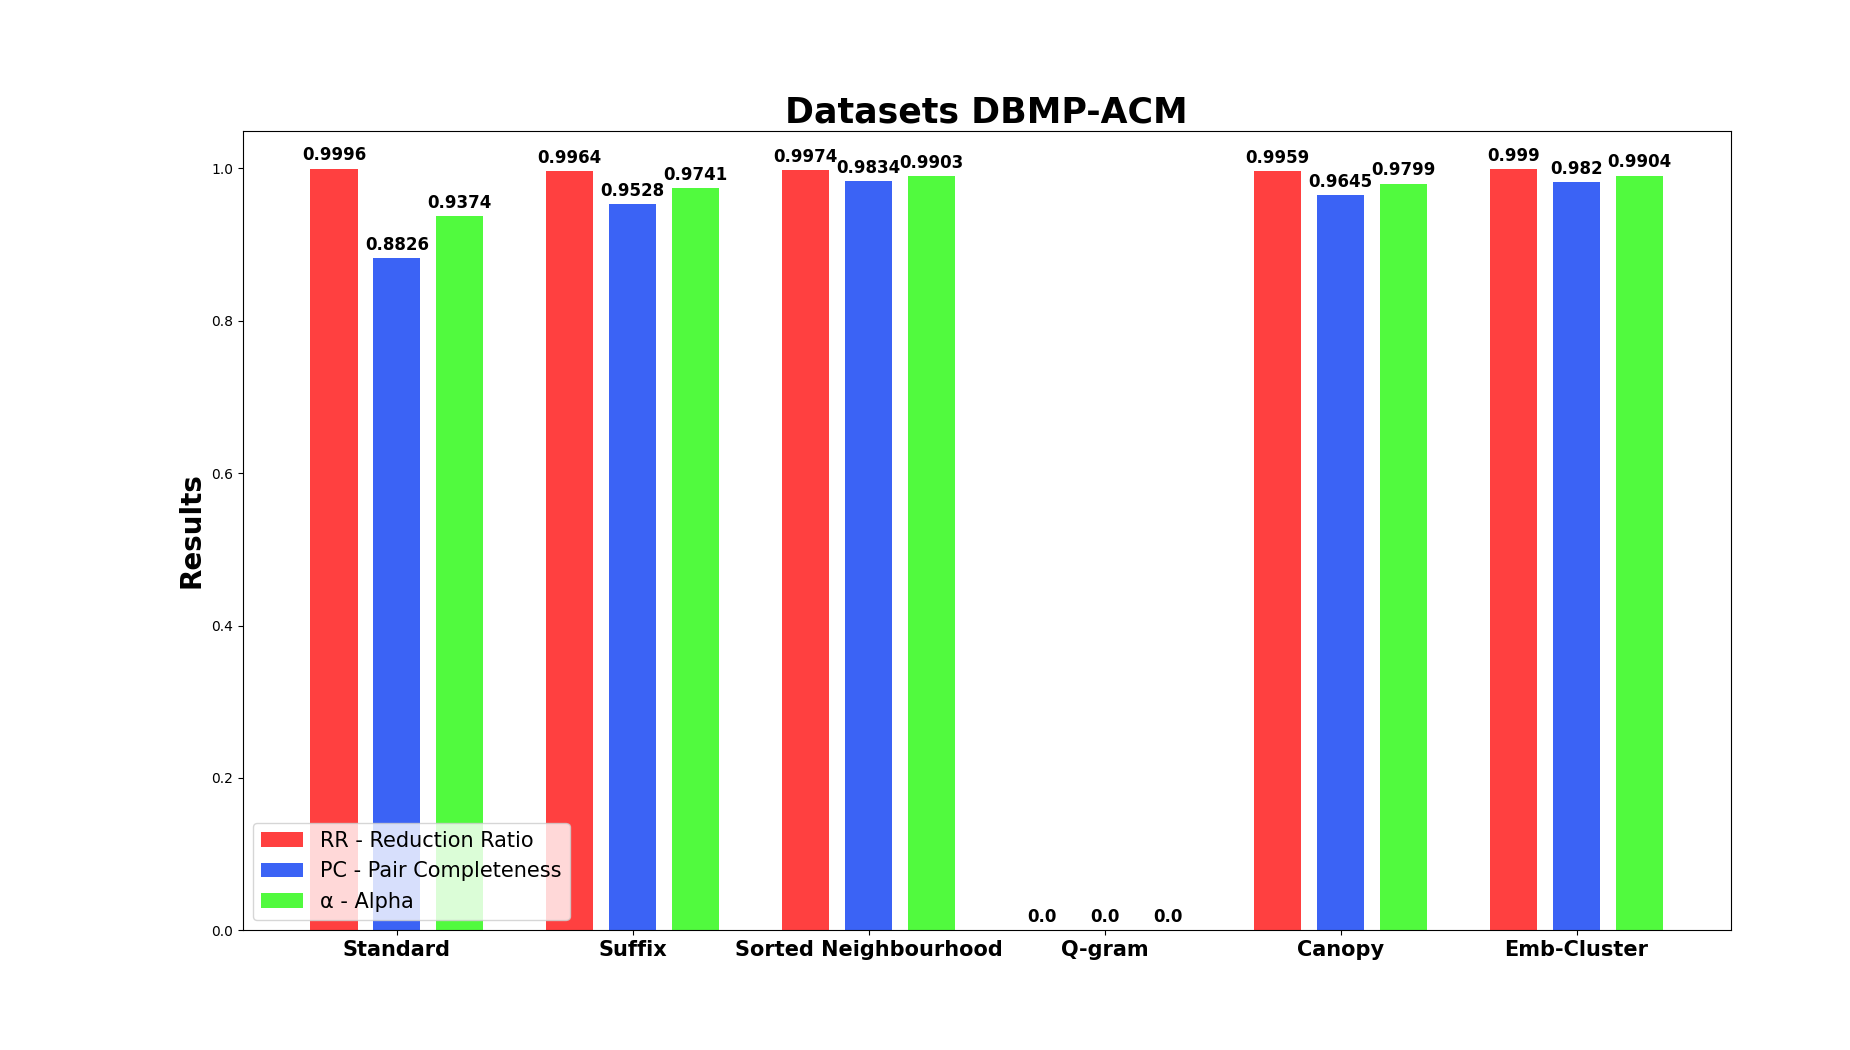 Datasets DBMP-ACM
Results
1.0
0.8
0.6
0.4
0.2
0.0
0.9996
0.8826
0.9374
0.9964
0.9528
0.9741
0.9974
0.9834
0.9903
0.0
0.0
0.0
0.9959
0.9645
0.9799
0.999
0.982
0.9904
RR - Reduction Ratio
PC - Pair Completeness
α - Alpha
Standard
Suffix
Sorted Neighbourhood
Q-gram
Canopy
Emb-Cluster